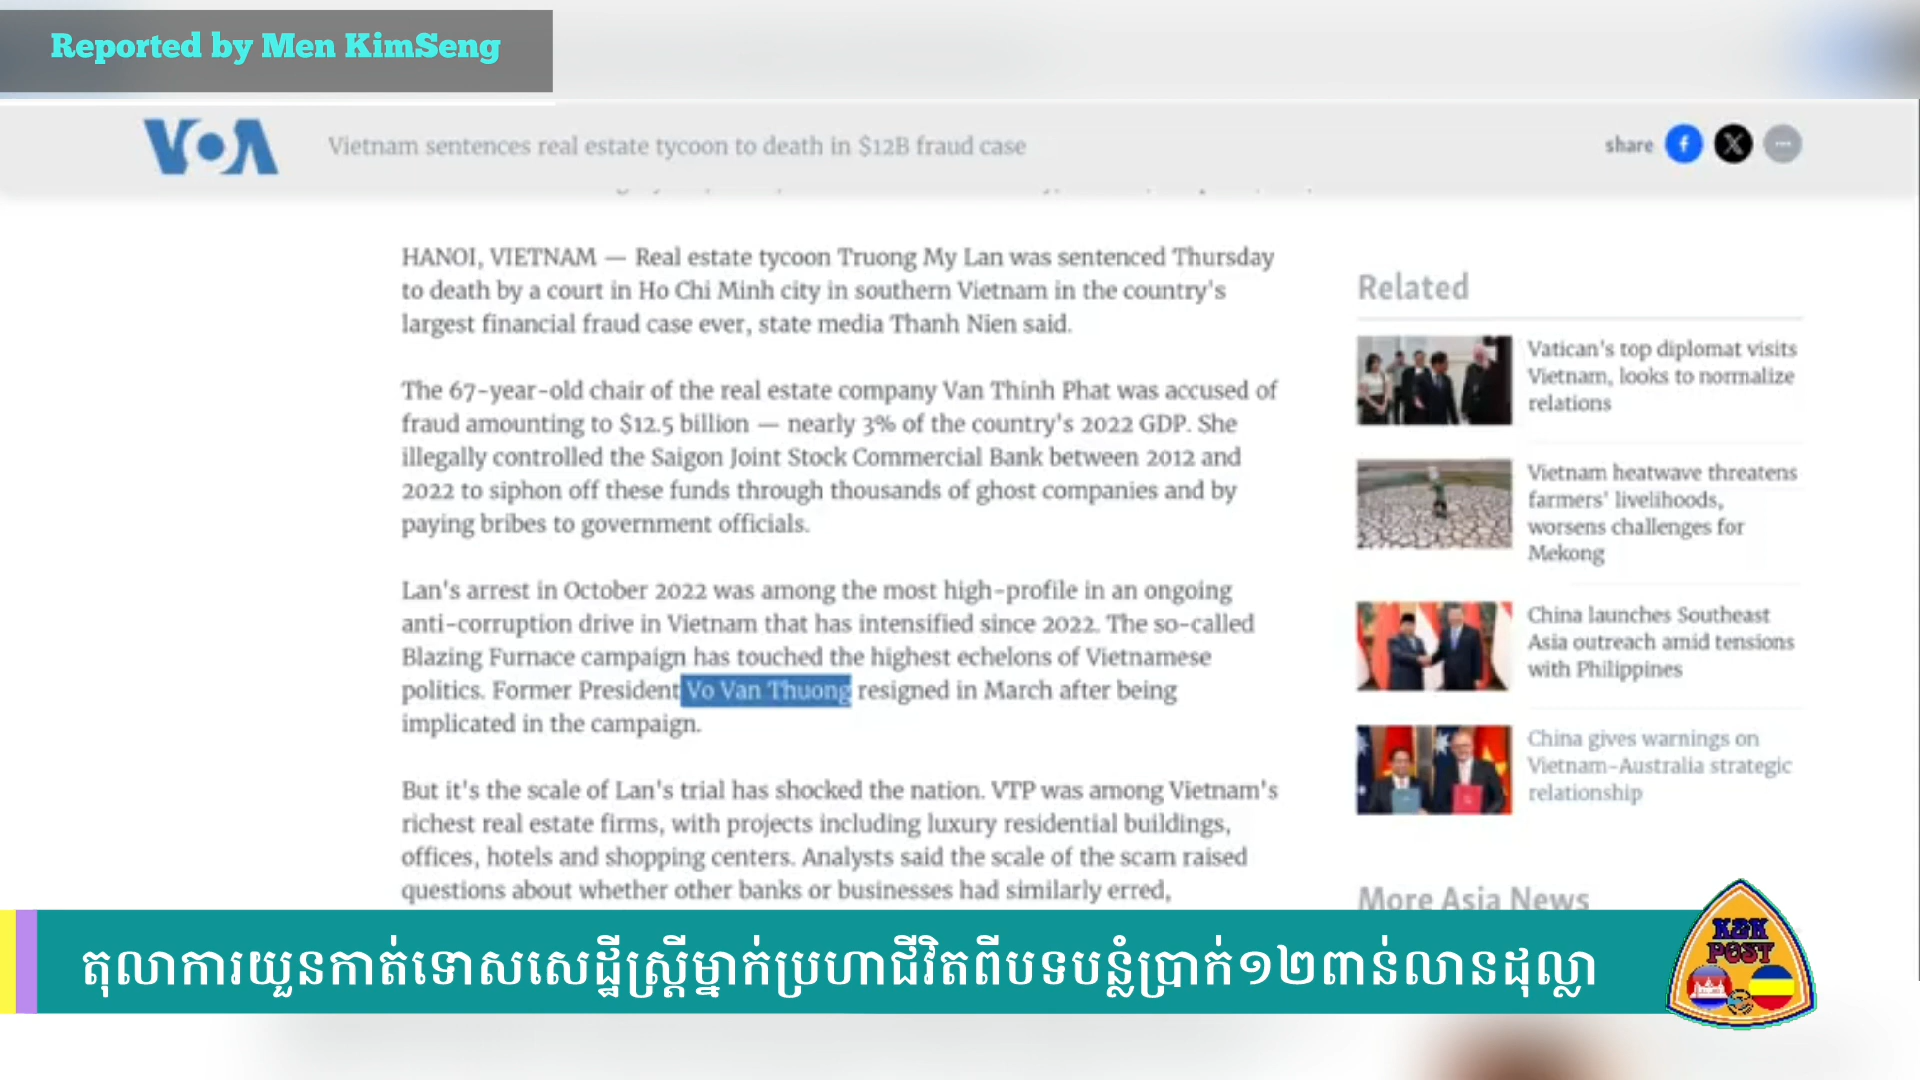 Reported by Men KimSeng
VOA
Vietnam sentences real estate tycoon to death in $12B fraud case
share
HANOI, VIETNAM — Real estate tycoon Truong My Lan was sentenced Thursday
to death by a court in Ho Chi Minh city in southern Vietnam in the country's
largest financial fraud case ever, state media Thanh Nien said.
The 67-year-old chair of the real estate company Van Thinh Phat was accused of
fraud amounting to $12.5 billion — nearly 3% of the country's 2022 GDP. She
illegally controlled the Saigon Joint Stock Commercial Bank between 2012 and
2022 to siphon off these funds through thousands of ghost companies and by
paying bribes to government officials.
Lan's arrest in October 2022 was among the most high-profile in an ongoing
anti-corruption drive in Vietnam that has intensified since 2022. The so-called
Blazing Furnace campaign has touched the highest echelons of Vietnamese
politics. Former President Vo Van Thuong resigned in March after being
implicated in the campaign.
But it's the scale of Lan's trial has shocked the nation. VTP was among Vietnam's
richest real estate firms, with projects including luxury residential buildings,
offices, hotels and shopping centers. Analysts said the scale of the scam raised
questions about whether other banks or businesses had similarly erred,
Related
Vatican's top diplomat visits
Vietnam, looks to normalize
relations
Vietnam heatwave threatens
farmers' livelihoods,
worsens challenges for
Mekong
China launches Southeast
Asia outreach amid tensions
with Philippines
China gives warnings on
Vietnam-Australia strategic
relationship
More Asia News
តុលាការយួនកាត់ទោសសេដ្ឋីស្ត្រីម្នាក់ប្រហាជីវិតពីបទបន្លំប្រាក់១២ពាន់លានដុល្លា
K&K
POST